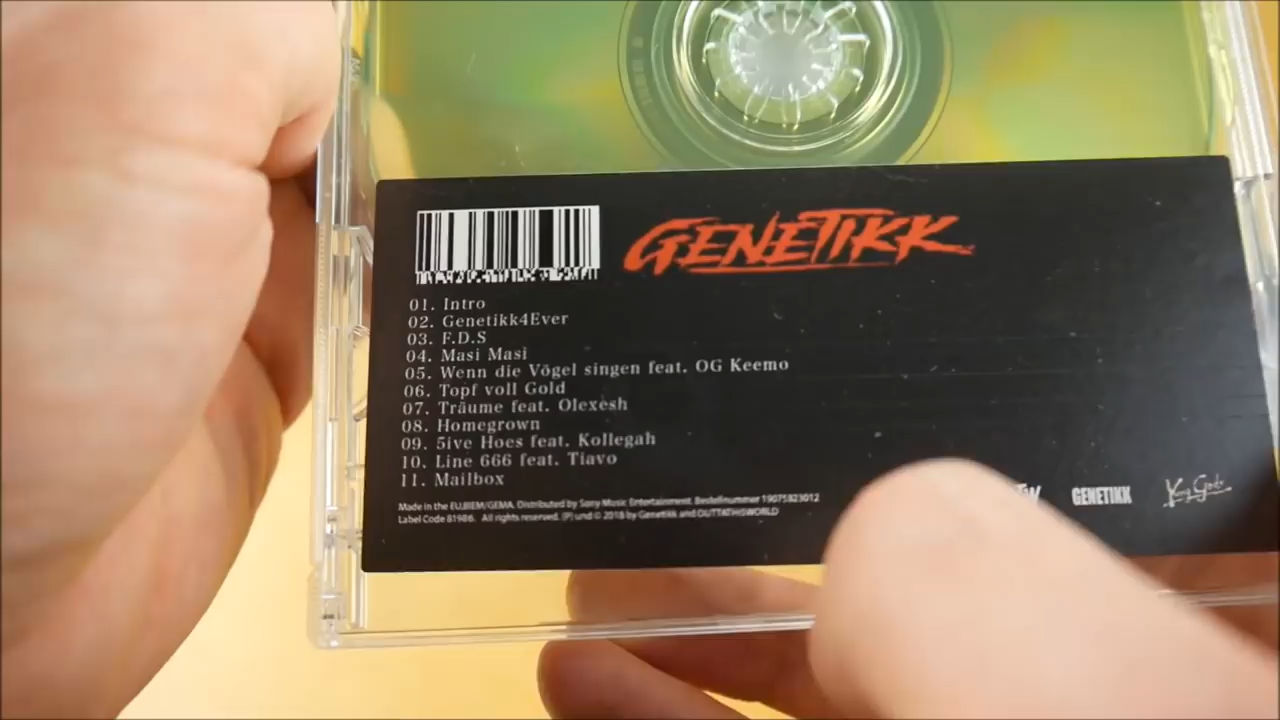 GENETIKK
01. Intro
02. Genetikk4Ever
03. F.D.S
04. Masi Masi
05. Wenn die Vögel singen feat. OG Keemo
06. Topf voll Gold
07. Träume feat. Olexesh
08. Homegrown
09. 5ive Hoes feat. Kollegah
10. Line 666 feat. Tiavo
11. Mailbox
Made in the EU.BIEM/GEMA. Distributed by Sony Music Entertainment. Bestellnummer 19075823012
Label Code 81986. All rights reserved. (P) und © 2018 by Genetikk and OUTTATHISWORLD
GENETIKK